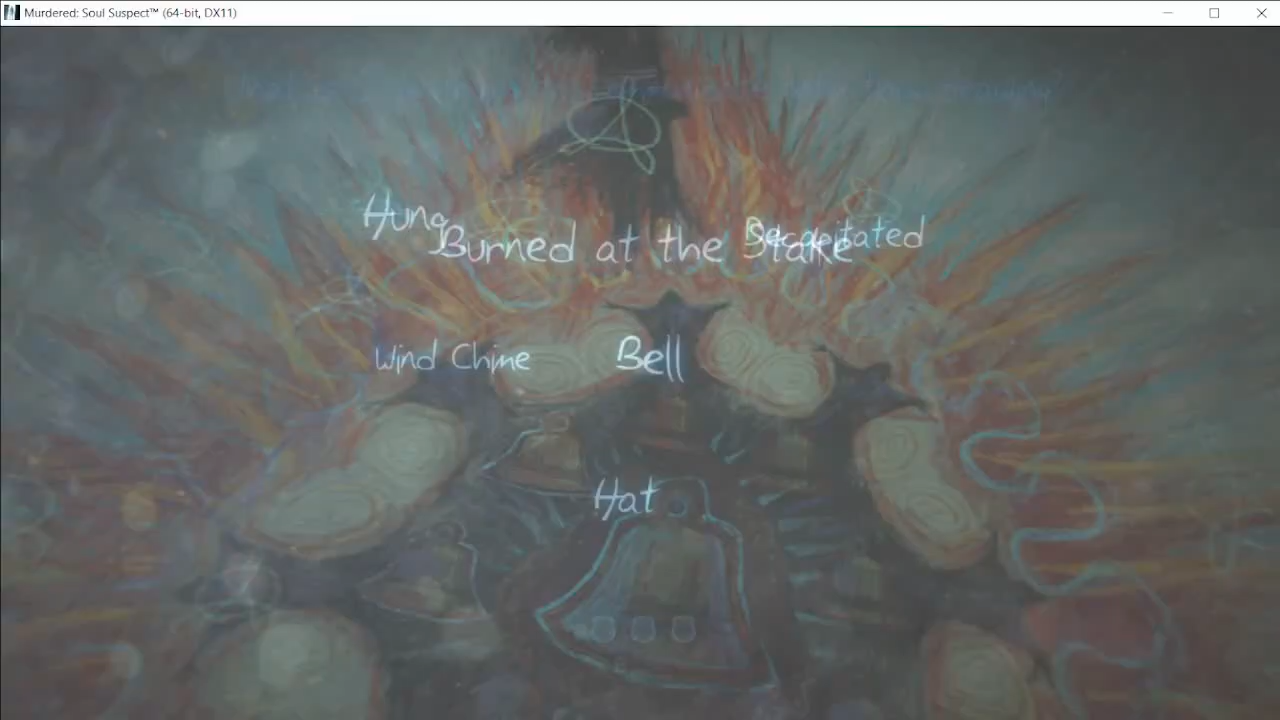 Murdered: Soul Suspect™ (64-bit, DX11)
Hung
Burned at the Stake
Decapitated
Wind Chime
Bell
Hat